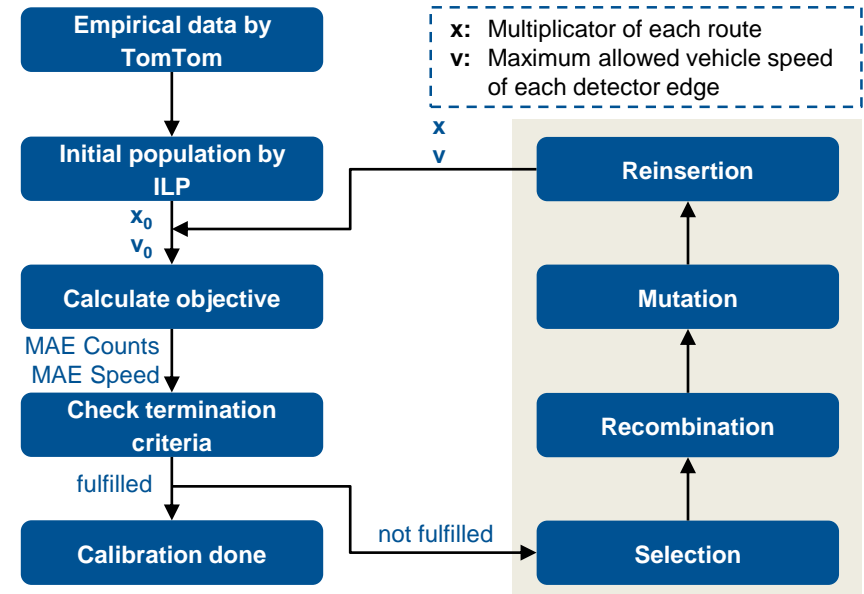 Empirical data by
TomTom
x: Multiplicator of each route
v: Maximum allowed vehicle speed
of each detector edge
x
v
Initial population by
ILP
Reinsertion
x₀
v₀
Calculate objective
Mutation
MAE Counts
MAE Speed
Check termination
criteria
Recombination
fulfilled
not fulfilled
Calibration done
Selection